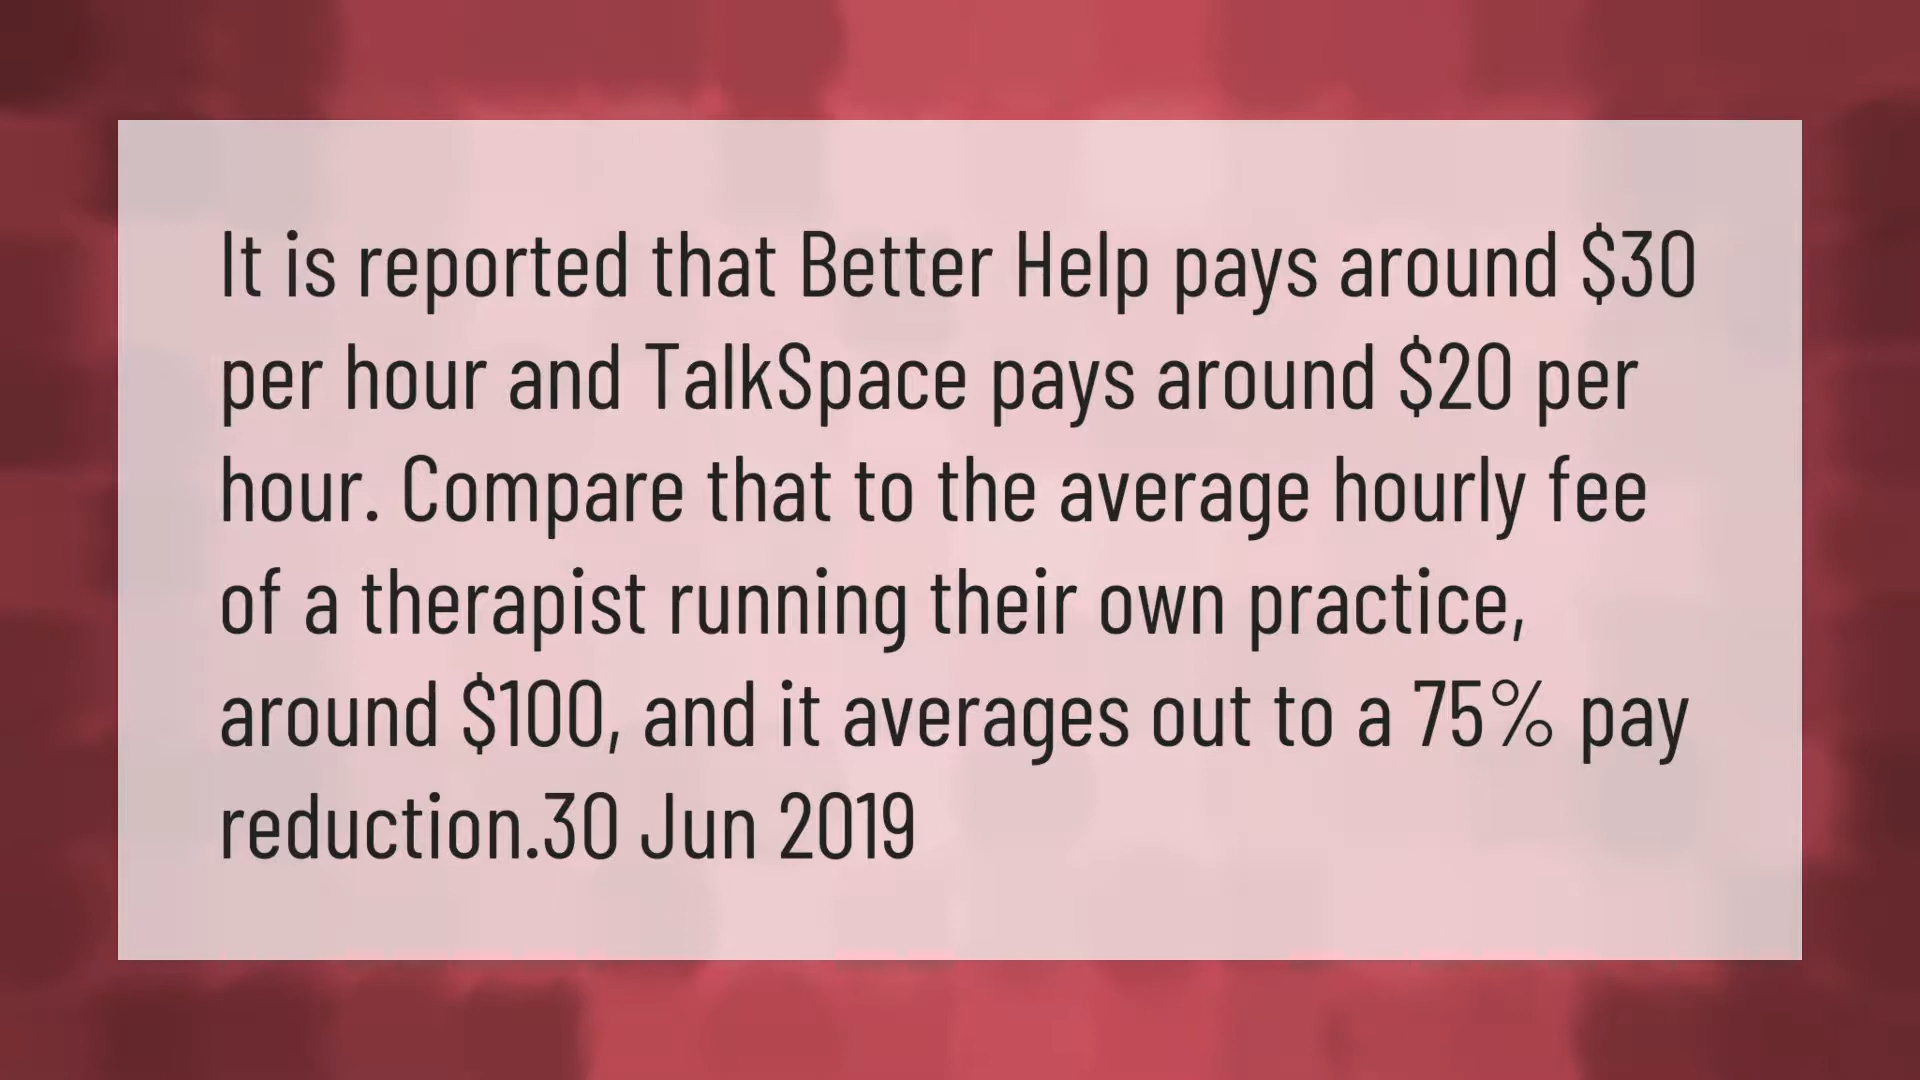 It is reported that Better Help pays around $30
per hour and TalkSpace pays around $20 per
hour. Compare that to the average hourly fee
of a therapist running their own practice,
around $100, and it averages out to a 75% pay
reduction.30 Jun 2019